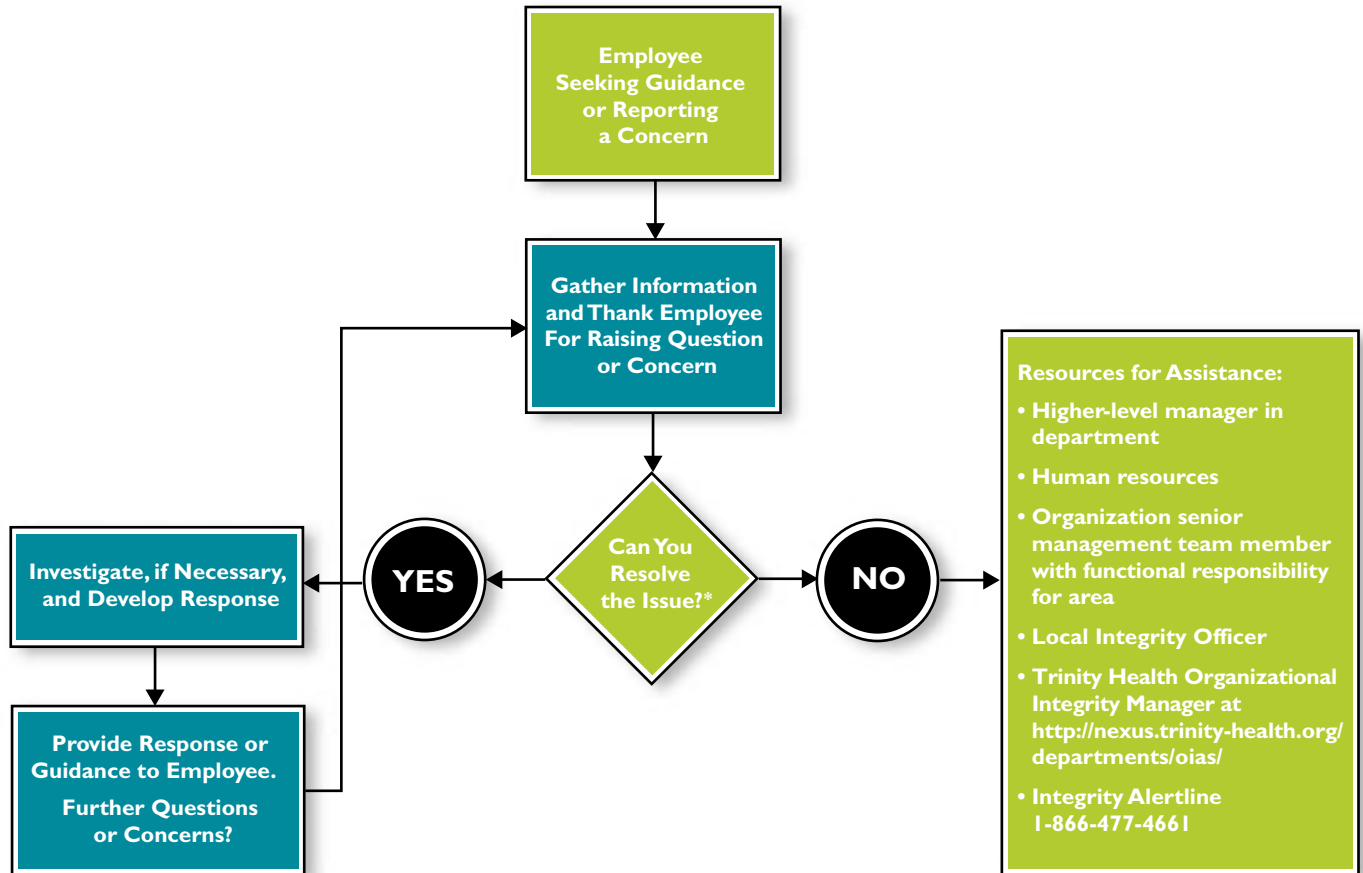 Employee
Seeking Guidance
or Reporting
a Concern
Gather Information
and Thank Employee
For Raising Question
or Concern
Can You
Resolve
the Issue?*
YES
NO
Investigate, if Necessary,
and Develop Response
Provide Response or
Guidance to Employee.
Further Questions
or Concerns?
Resources for Assistance:
• Higher-level manager in
department
• Human resources
• Organization senior
management team member
with functional responsibility
for area
• Local Integrity Officer
• Trinity Health Organizational
Integrity Manager at
http://nexus.trinity-health.org/
departments/oias/
• Integrity Alertline
1-866-477-4661